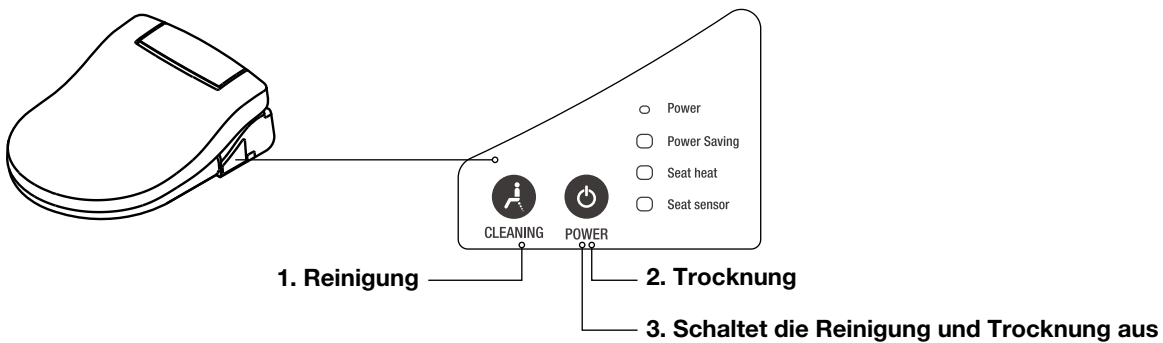 Power
Power Saving
Seat heat
Seat sensor
CLEANING POWER
1. Reinigung
2. Trocknung
3. Schaltet die Reinigung und Trocknung aus